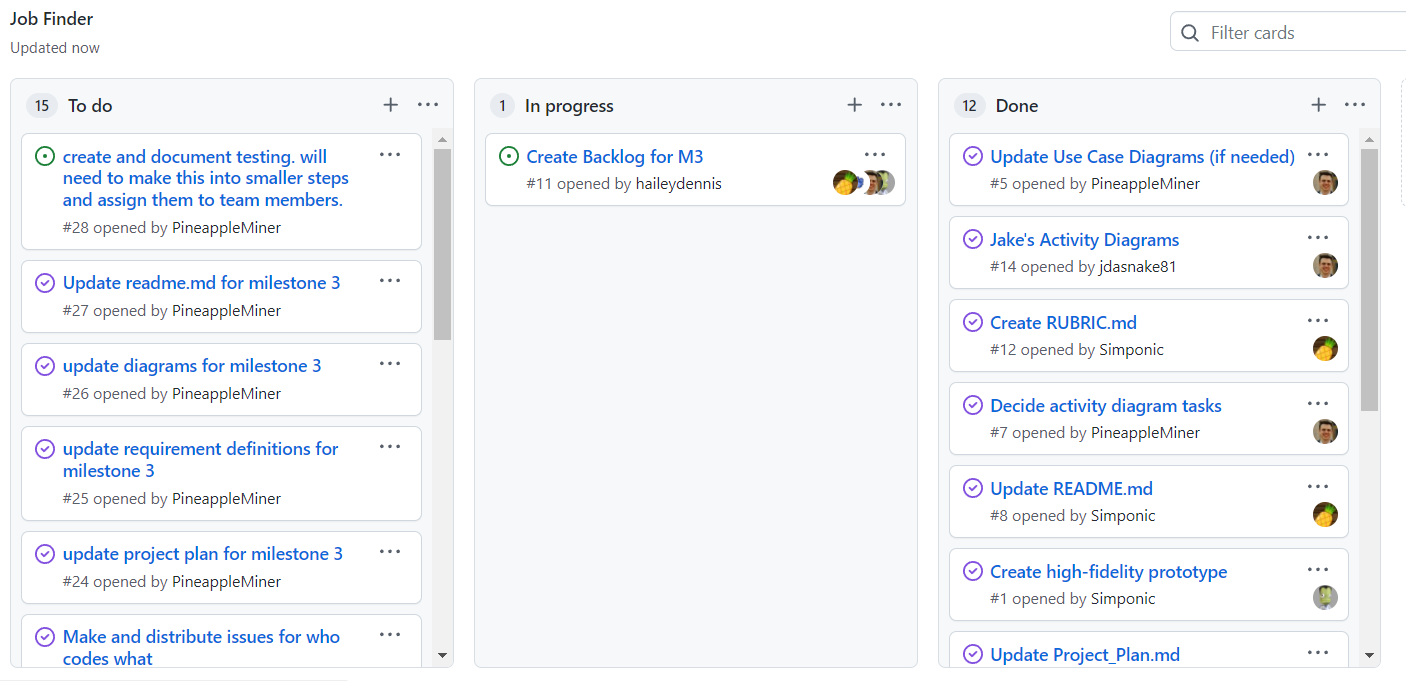 Job Finder
Updated now
Filter cards
15 To do
create and document testing. will
need to make this into smaller steps
and assign them to team members.
#28 opened by PineappleMiner
Update readme.md for milestone 3
#27 opened by PineappleMiner
update diagrams for milestone 3
#26 opened by PineappleMiner
update requirement definitions for
milestone 3
#25 opened by PineappleMiner
update project plan for milestone 3
#24 opened by PineappleMiner
Make and distribute issues for who
codes what
1 In progress
Create Backlog for M3
#11 opened by haileydennis
12 Done
Update Use Case Diagrams (if needed)
#5 opened by PineappleMiner
Jake's Activity Diagrams
#14 opened by jdasnake81
Create RUBRIC.md
#12 opened by Simponic
Decide activity diagram tasks
#7 opened by PineappleMiner
Update README.md
#8 opened by Simponic
Create high-fidelity prototype
#1 opened by Simponic
Update Project_Plan.md